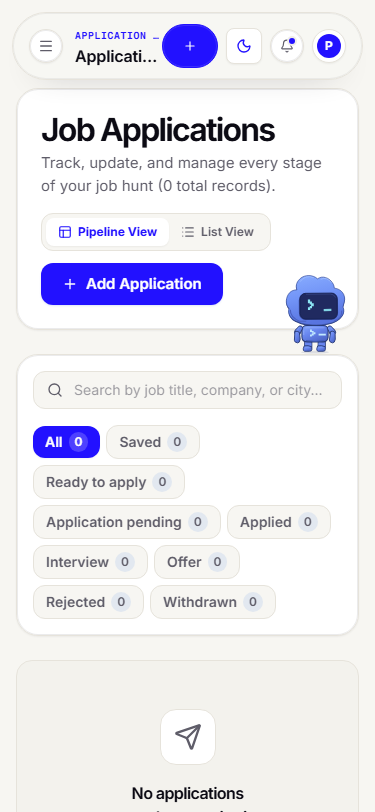 APPLICATION …
Applicati…
P
Job Applications
Track, update, and manage every stage
of your job hunt (0 total records).
Pipeline View
List View
Add Application
Search by job title, company, or city…
All 0
Saved 0
Ready to apply 0
Application pending 0
Applied 0
Interview 0
Offer 0
Rejected 0
Withdrawn 0
No applications